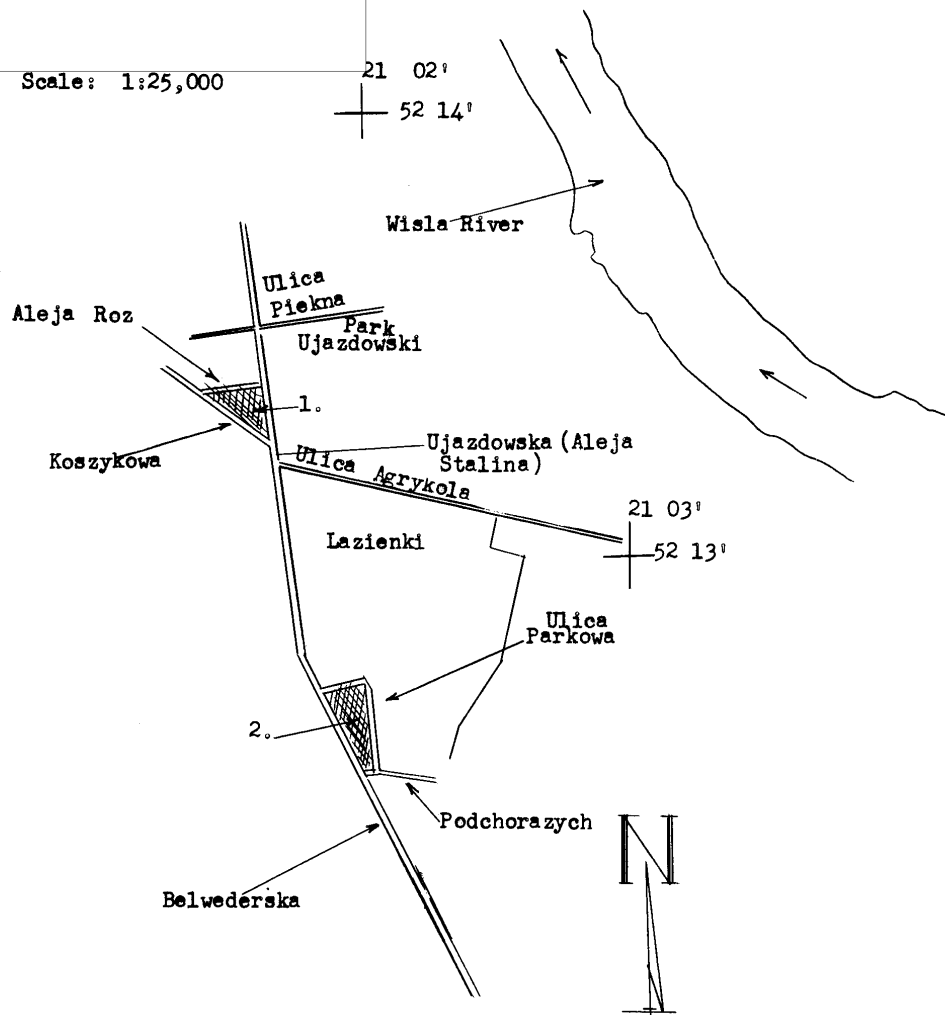 Scale: 1:25,000
21 02'
52 14'
Wisla River
Ulica
Piekna
Aleja Roz
Park
Ujazdowski
1.
Koszykowa
Ujazdowska (Aleja
Stalina)
Ulica Agrykola
21 03'
52 13'
Lazienki
Ulica
Parkowa
2.
Podchorazych
Belwederska
N